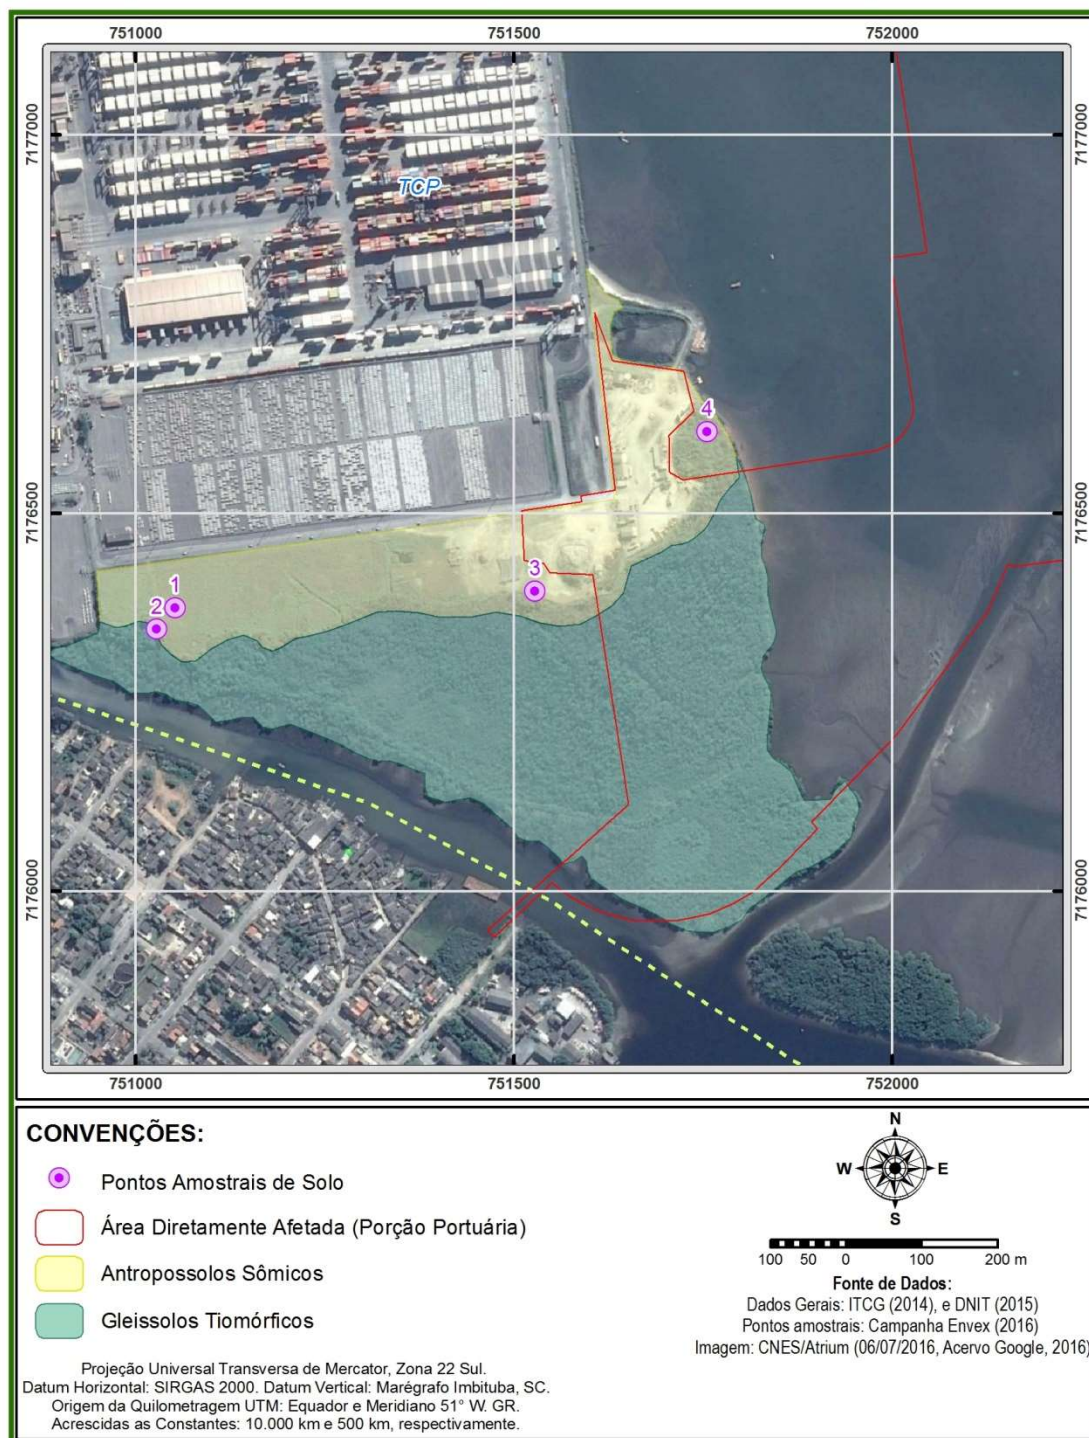 751000 751500 752000
7177000 7177000
TCP
4
7176500 7176500
3
1
2
7176000 7176000
751000 751500 752000
CONVENÇÕES:
Pontos Amostrais de Solo
Área Diretamente Afetada (Porção Portuária)
Antropossolos Sômicos
Gleissolos Tiomórficos
Projeção Universal Transversa de Mercator, Zona 22 Sul.
Datum Horizontal: SIRGAS 2000. Datum Vertical: Marégrafo Imbituba, SC.
Origem da Quilometragem UTM: Equador e Meridiano 51° W. GR.
Acrescidas as Constantes: 10.000 km e 500 km, respectivamente.
N
W E
S
100 50 0 100 200 m
Fonte de Dados:
Dados Gerais: ITCG (2014), e DNIT (2015)
Pontos amostrais: Campanha Envex (2016)
Imagem: CNES/Atrium (06/07/2016, Acervo Google, 2016)